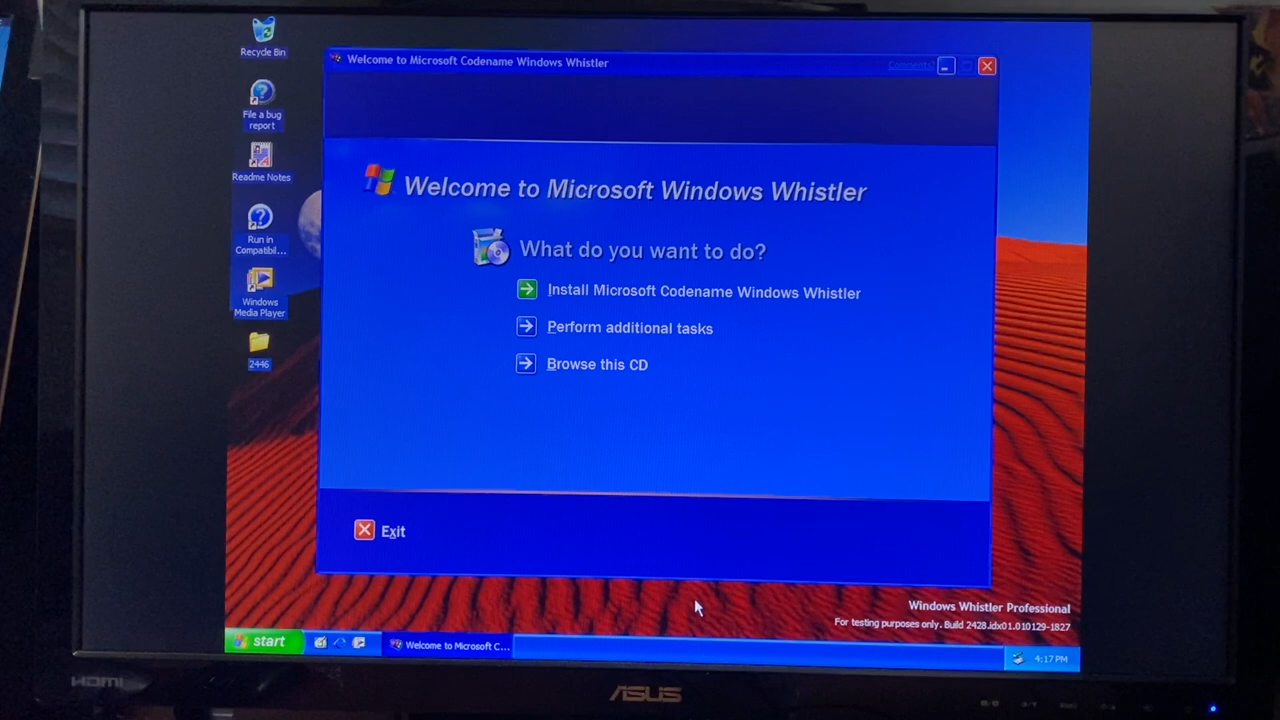 Recycle Bin
File a bug
report
Readme Notes
Run in
Compatibil...
Windows
Media Player
2446
Welcome to Microsoft Codename Windows Whistler
Comments?
Welcome to Microsoft Windows Whistler
What do you want to do?
Install Microsoft Codename Windows Whistler
Perform additional tasks
Browse this CD
Exit
Windows Whistler Professional
For testing purposes only. Build 2428.idx01.010129-1827
start
Welcome to Microsoft C...
4:17 PM
HDMI
ASUS